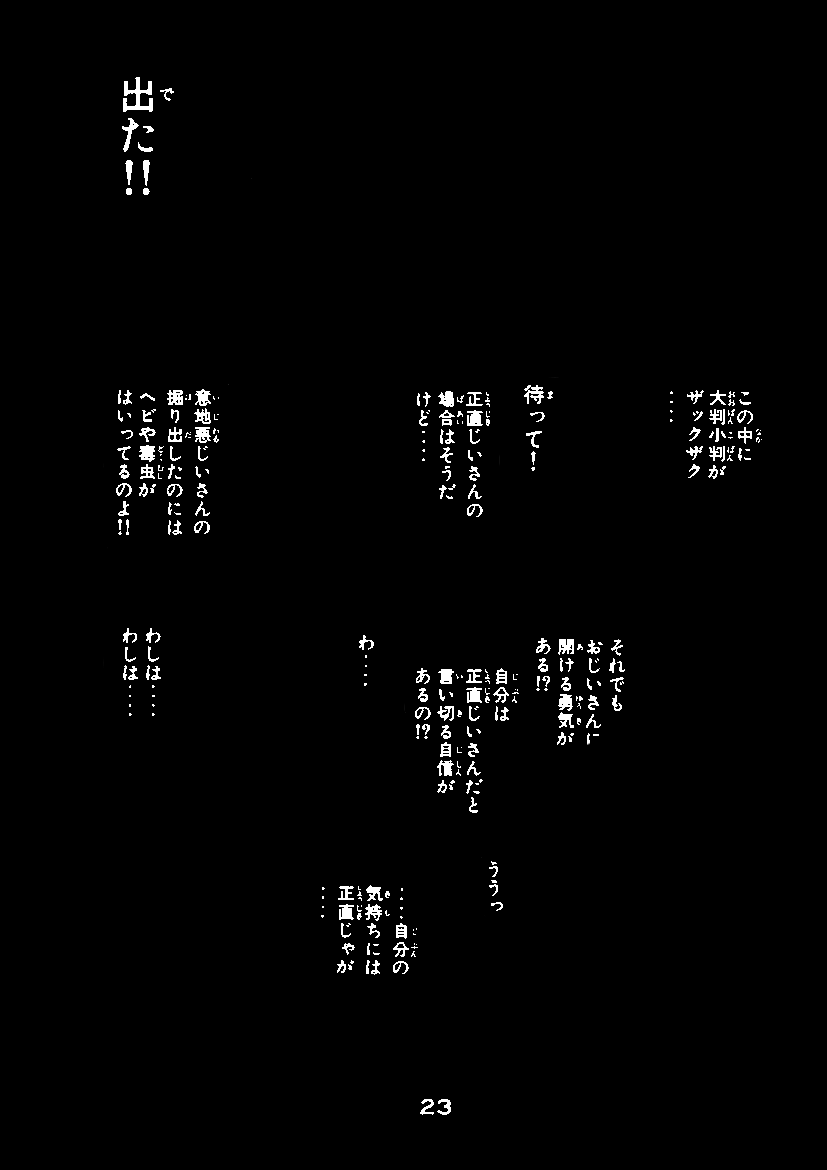 出た!!
この中に
大判小判が
ザックザク
‥‥
待って!
正直じいさんの
場合はそうだ
けど‥‥
意地悪じいさんの
掘り出したのには
ヘビや毒虫が
はいってるのよ!!
それでも
おじいさんに
開ける勇気が
ある!?
自分は
正直じいさんだと
言い切る自信が
あるの!?
わ‥‥
わしは‥‥
わしは‥‥
ううっ
‥‥自分の
気持ちには
正直じゃが
‥‥
23